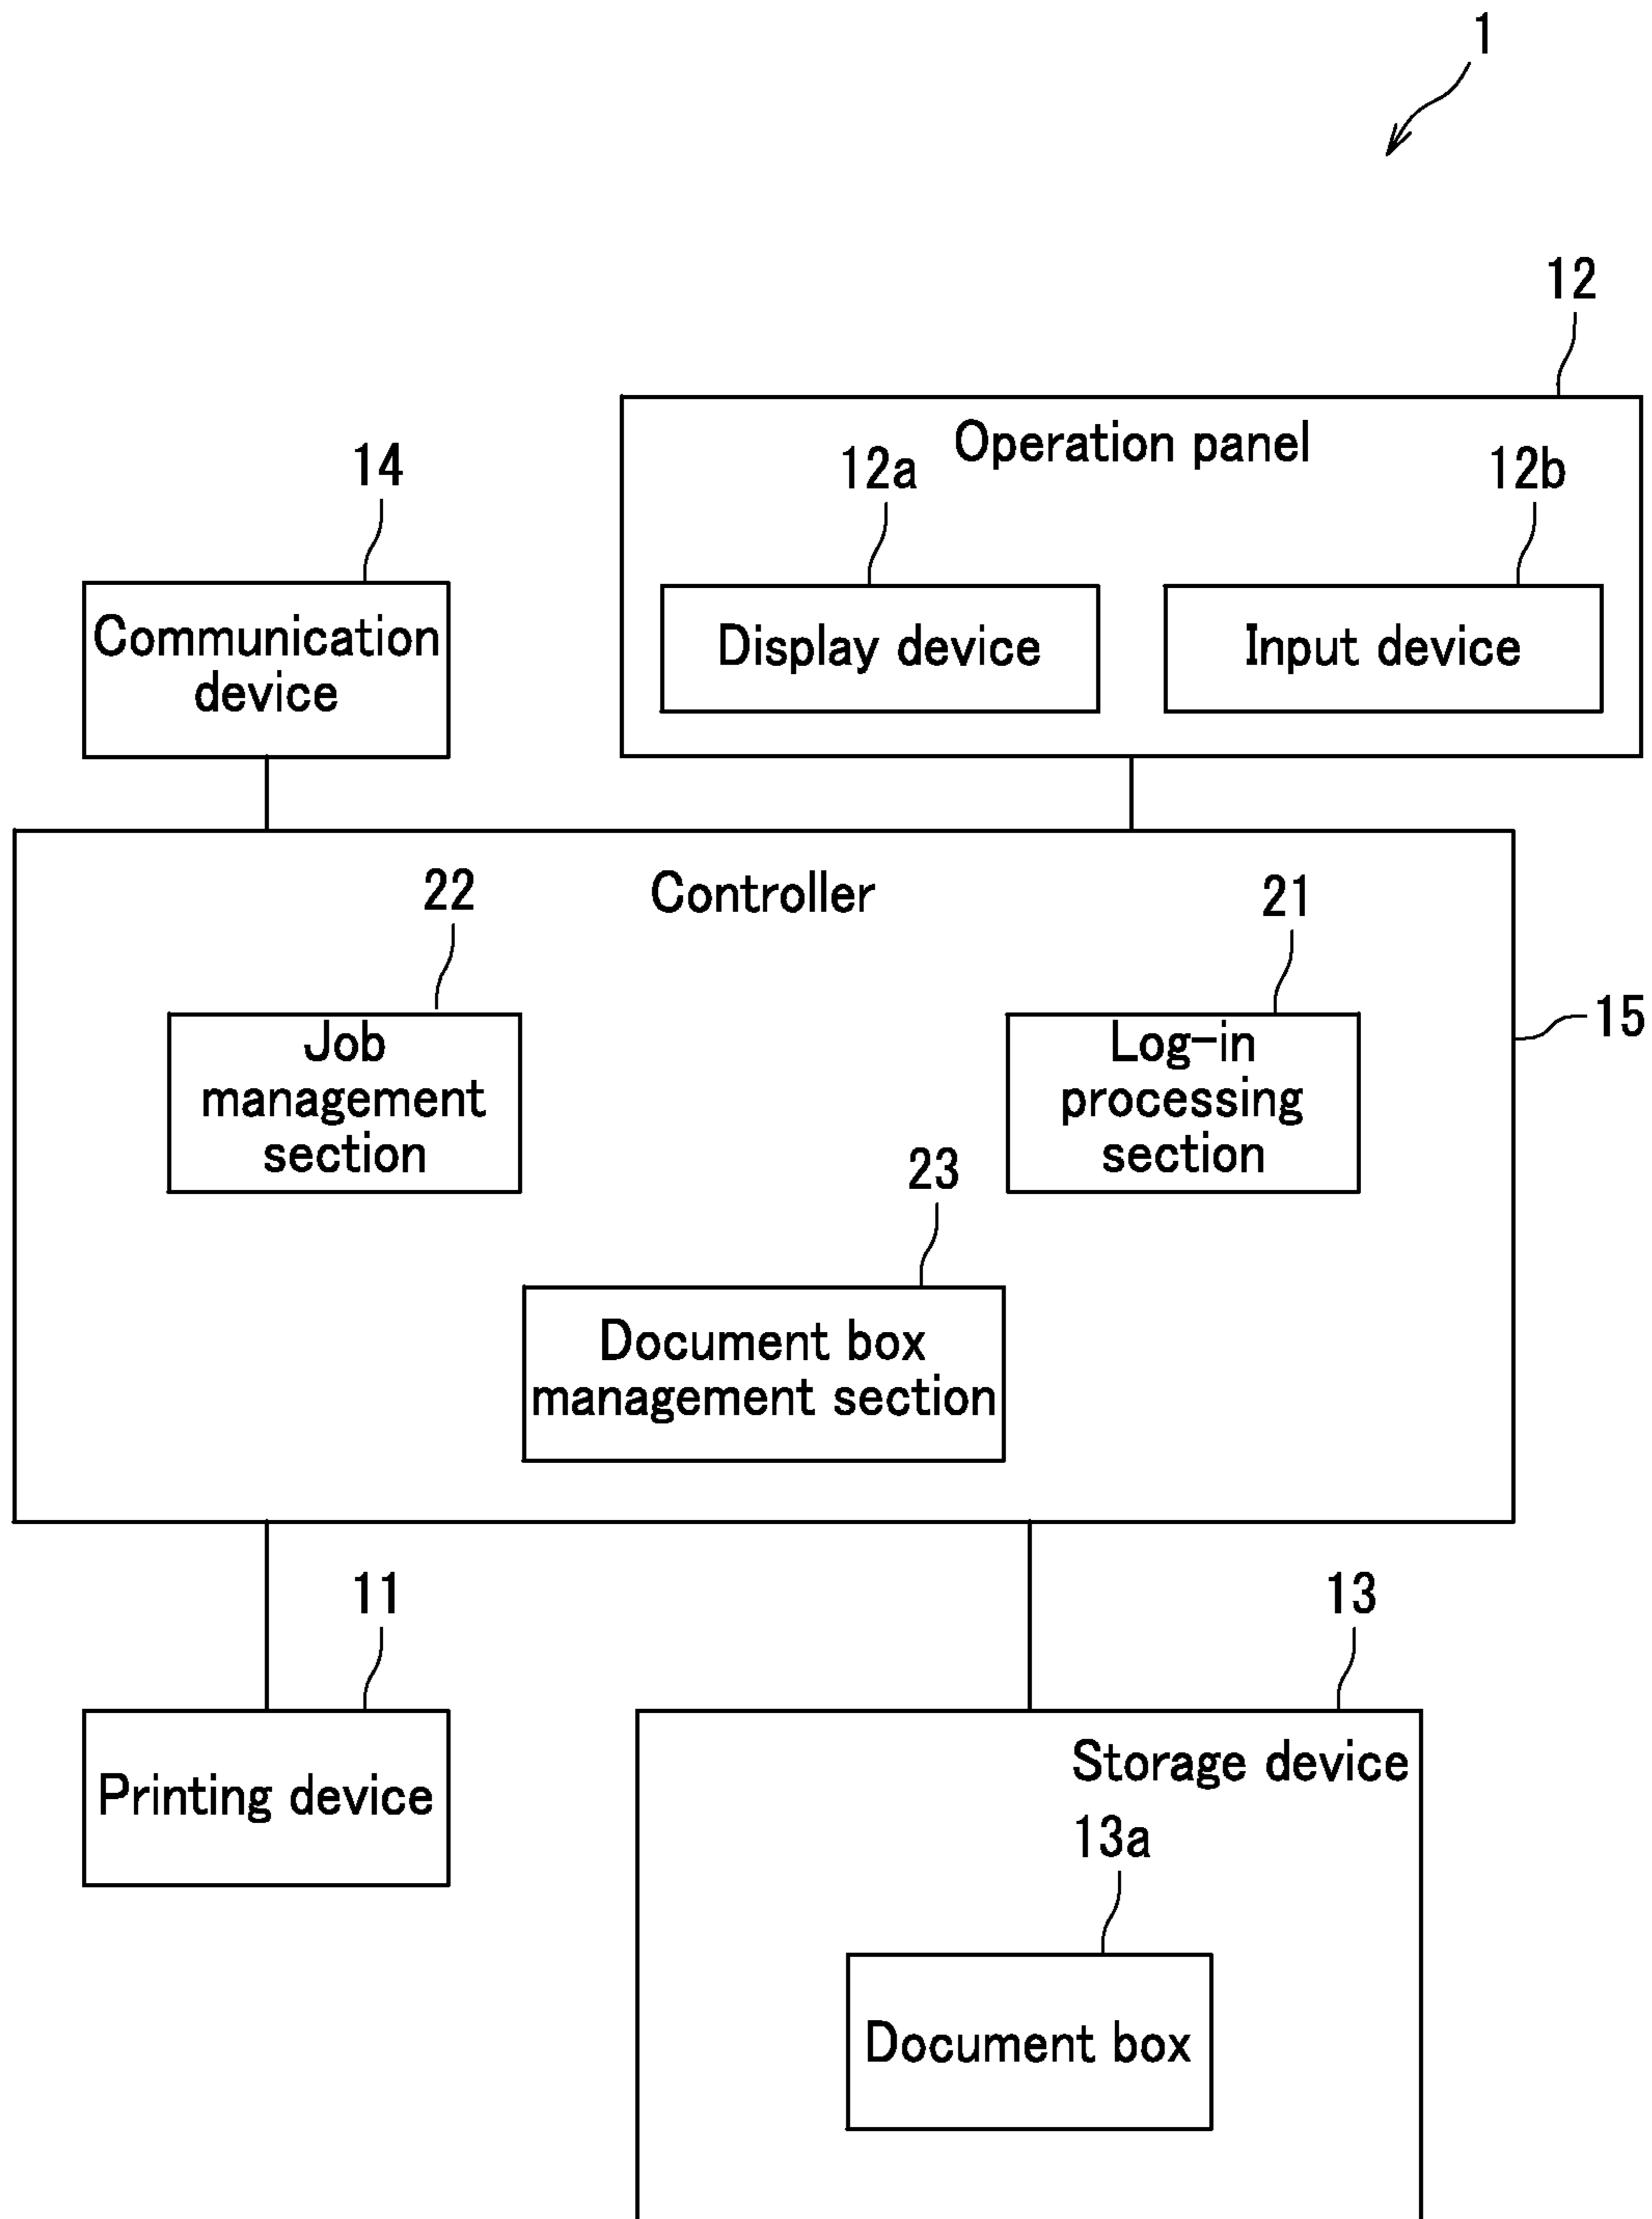 1
12
Operation panel
14
12a
12b
Communication
device
Display device
Input device
22
Controller
21
15
Job
management
section
Log-in
processing
section
23
Document box
management section
11
13
Printing device
Storage device
13a
Document box